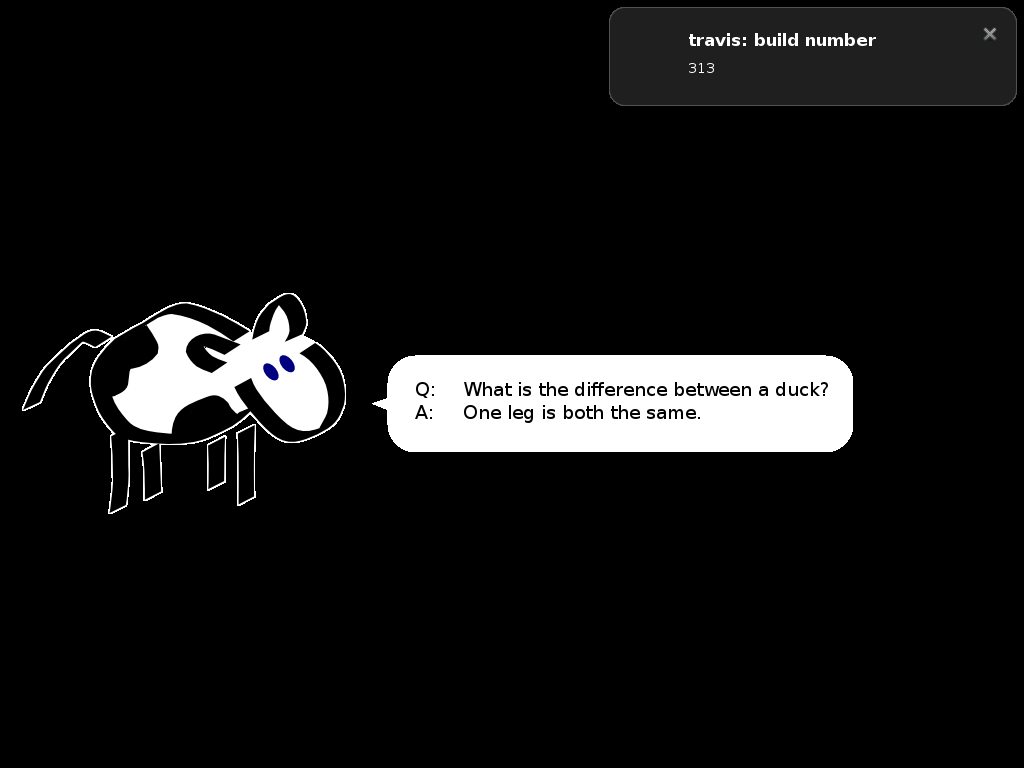 travis: build number
313
Q: What is the difference between a duck?
A: One leg is both the same.